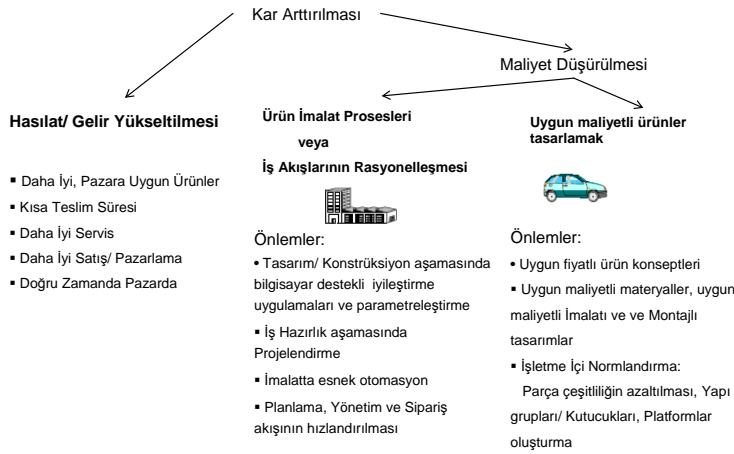 Kar Arttırılması
Maliyet Düşürülmesi
Hasılat/ Gelir Yükseltilmesi
▪ Daha İyi, Pazara Uygun Ürünler
▪ Kısa Teslim Süresi
▪ Daha İyi Servis
▪ Daha İyi Satış/ Pazarlama
▪ Doğru Zamanda Pazarda
Ürün İmalat Prosesleri
veya
İş Akışlarının Rasyonelleşmesi
Önlemler:
• Tasarım/ Konstrüksiyon aşamasında
bilgisayar destekli iyileştirme
uygulamaları ve parametreleştirme
▪ İş Hazırlık aşamasında
Projelendirme
▪ İmalatta esnek otomasyon
▪ Planlama, Yönetim ve Sipariş
akışının hızlandırılması
Uygun maliyetli ürünler
tasarlamak
Önlemler:
• Uygun fiyatlı ürün konseptleri
▪ Uygun maliyetli materyaller, uygun
maliyetli İmalatı ve ve Montajlı
tasarımlar
▪ İşletme İçi Normlandırma:
Parça çeşitliliğin azaltılması, Yapı
grupları/ Kutucukları, Platformlar
oluşturma